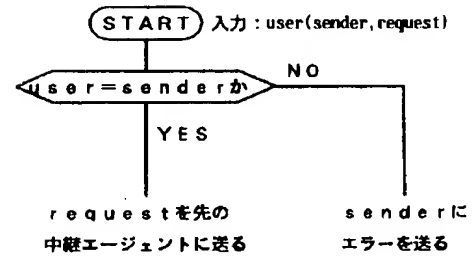 START 入力：user(sender,request)
user=senderか
NO
YES
requestを先の
中継エージェントに送る
senderに
エラーを送る